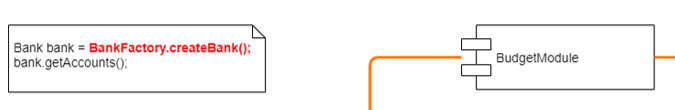 Bank bank = BankFactory.createBank();
bank.getAccounts();
BudgetModule